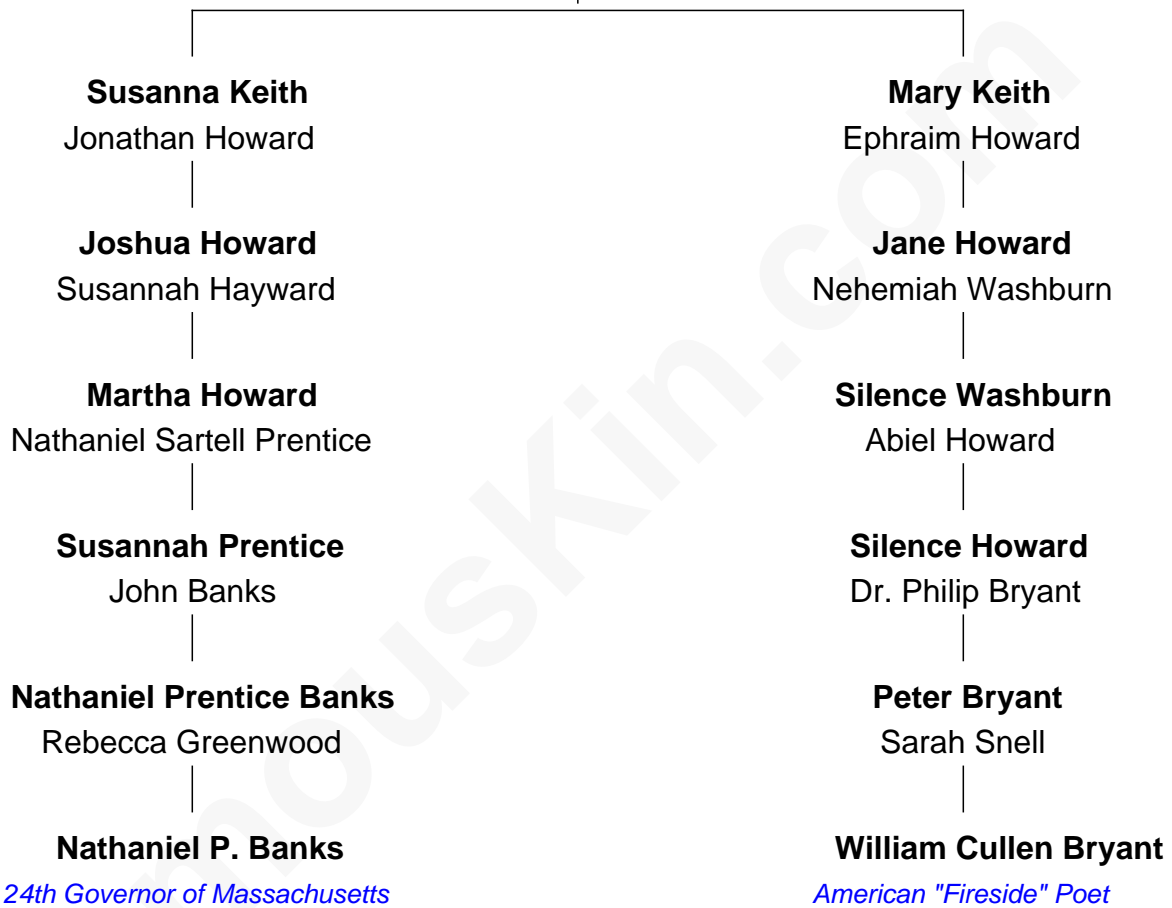 Susanna Keith
Jonathan Howard
Mary Keith
Ephraim Howard
Joshua Howard
Susannah Hayward
Jane Howard
Nehemiah Washburn
Martha Howard
Nathaniel Sartell Prentice
Silence Washburn
Abiel Howard
Susannah Prentice
John Banks
Silence Howard
Dr. Philip Bryant
Nathaniel Prentice Banks
Rebecca Greenwood
Peter Bryant
Sarah Snell
Nathaniel P. Banks
24th Governor of Massachusetts
William Cullen Bryant
American "Fireside" Poet
mouskin.com